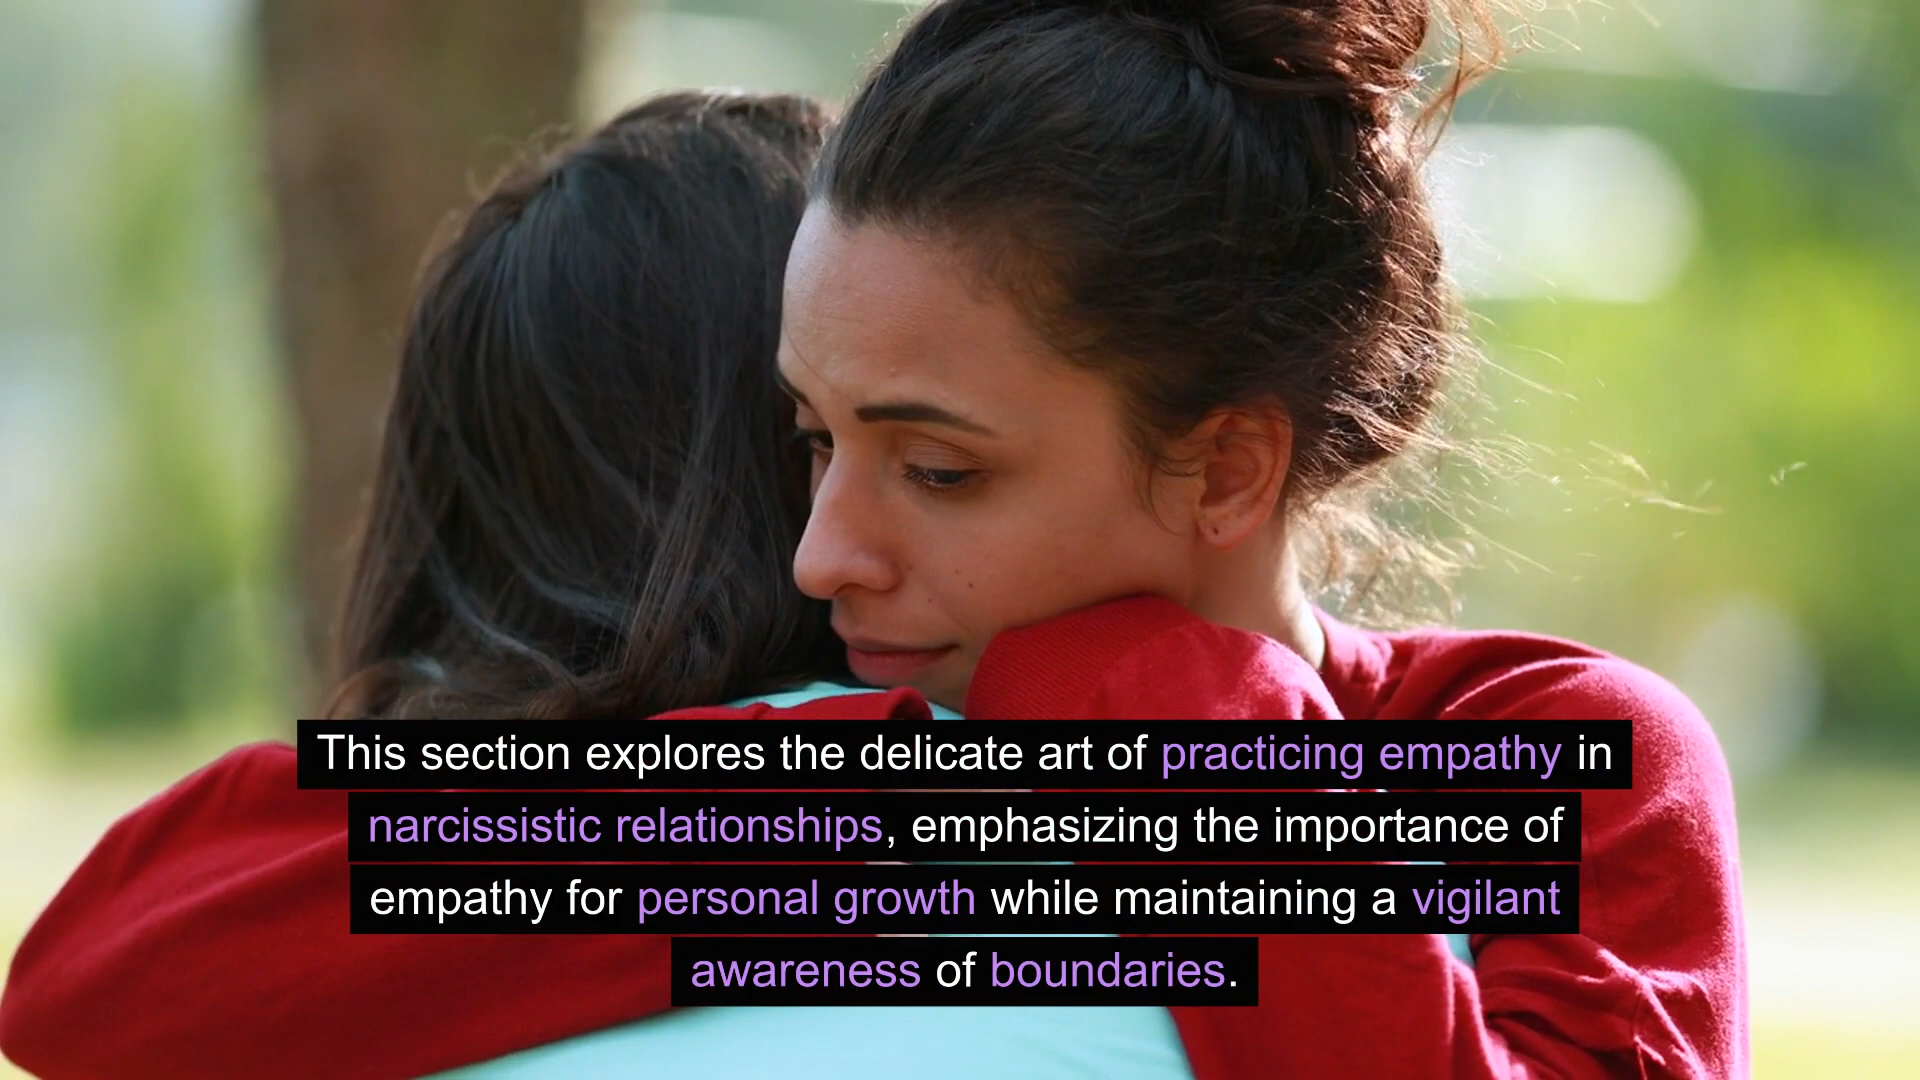 This section explores the delicate art of practicing empathy in
narcissistic relationships, emphasizing the importance of
empathy for personal growth while maintaining a vigilant
awareness of boundaries.